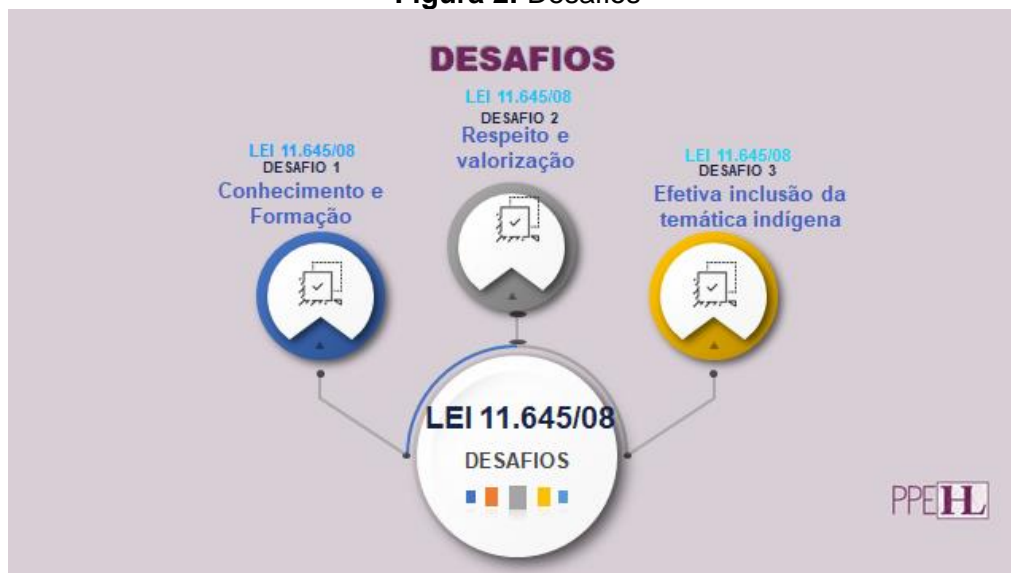 Figura 2: Desafios
DESAFIOS
LEI 11.645/08
DESAFIO 1
Conhecimento e
Formação
LEI 11.645/08
DESAFIO 2
Respeito e
valorização
LEI 11.645/08
DESAFIO 3
Efetiva inclusão da
temática indígena
LEI 11.645/08
DESAFIOS
PPEHL